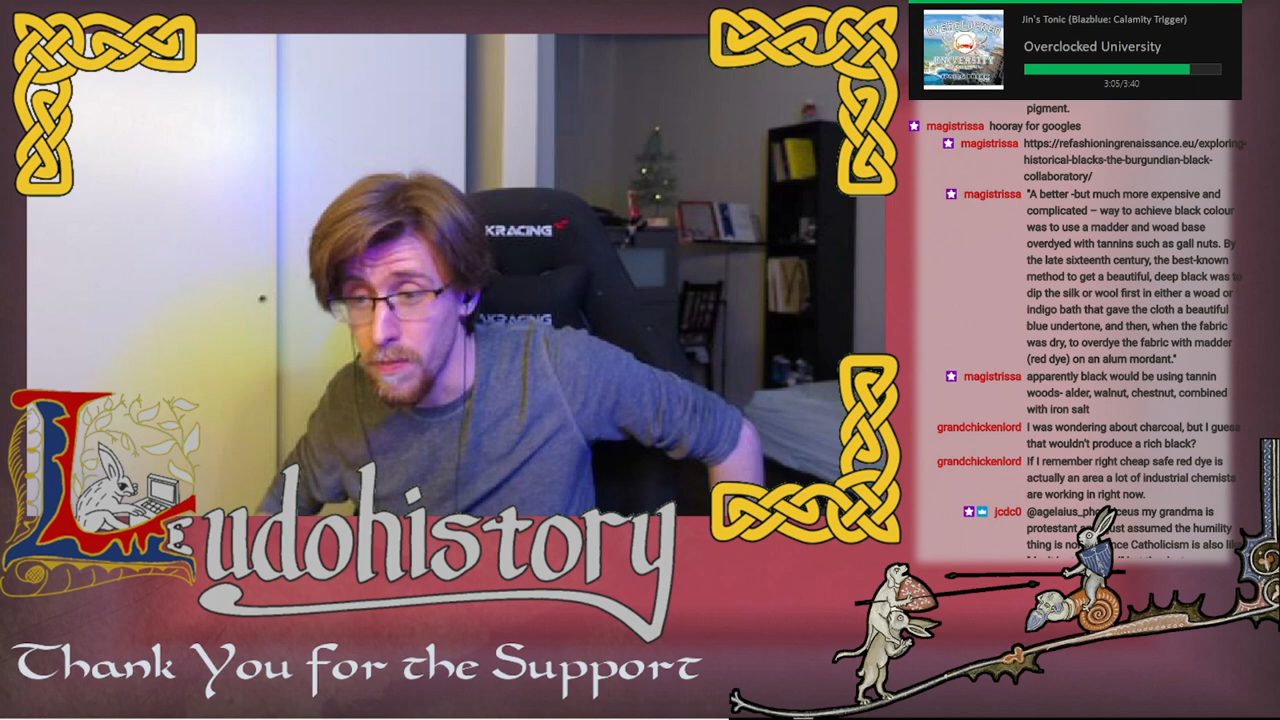 Jin's Tonic (Blazblue: Calamity Trigger)
Overclocked University
3:05/3:40
OVERCLOCKED
UNIVERSITY
KRACING
pigment.
magistrissa hooray for googles
magistrissa https://refashioningrenaissance.eu/exploring-
historical-blacks-the-burgundian-black-
collaboratory/
magistrissa "A better -but much more expensive and
complicated – way to achieve black colour
was to use a madder and woad base
overdyed with tannins such as gall nuts. By
the late sixteenth century, the best-known
method to get a beautiful, deep black was to
dip the silk or wool first in either a woad or
indigo bath that gave the cloth a beautiful
blue undertone, and then, when the fabric
was dry, to overdye the fabric with madder
(red dye) on an alum mordant."
magistrissa apparently black would be using tannin
woods- alder, walnut, chestnut, combined
with iron salt
grandchickenlord I was wondering about charcoal, but I guess
that wouldn't produce a rich black?
grandchickenlord If I remember right cheap safe red dye is
actually an area a lot of industrial chemists
are working in right now.
jcdc0 my grandma is
protestant assumed the humility
thing is Catholicism is also
Ludohistory
Thank You for the Support